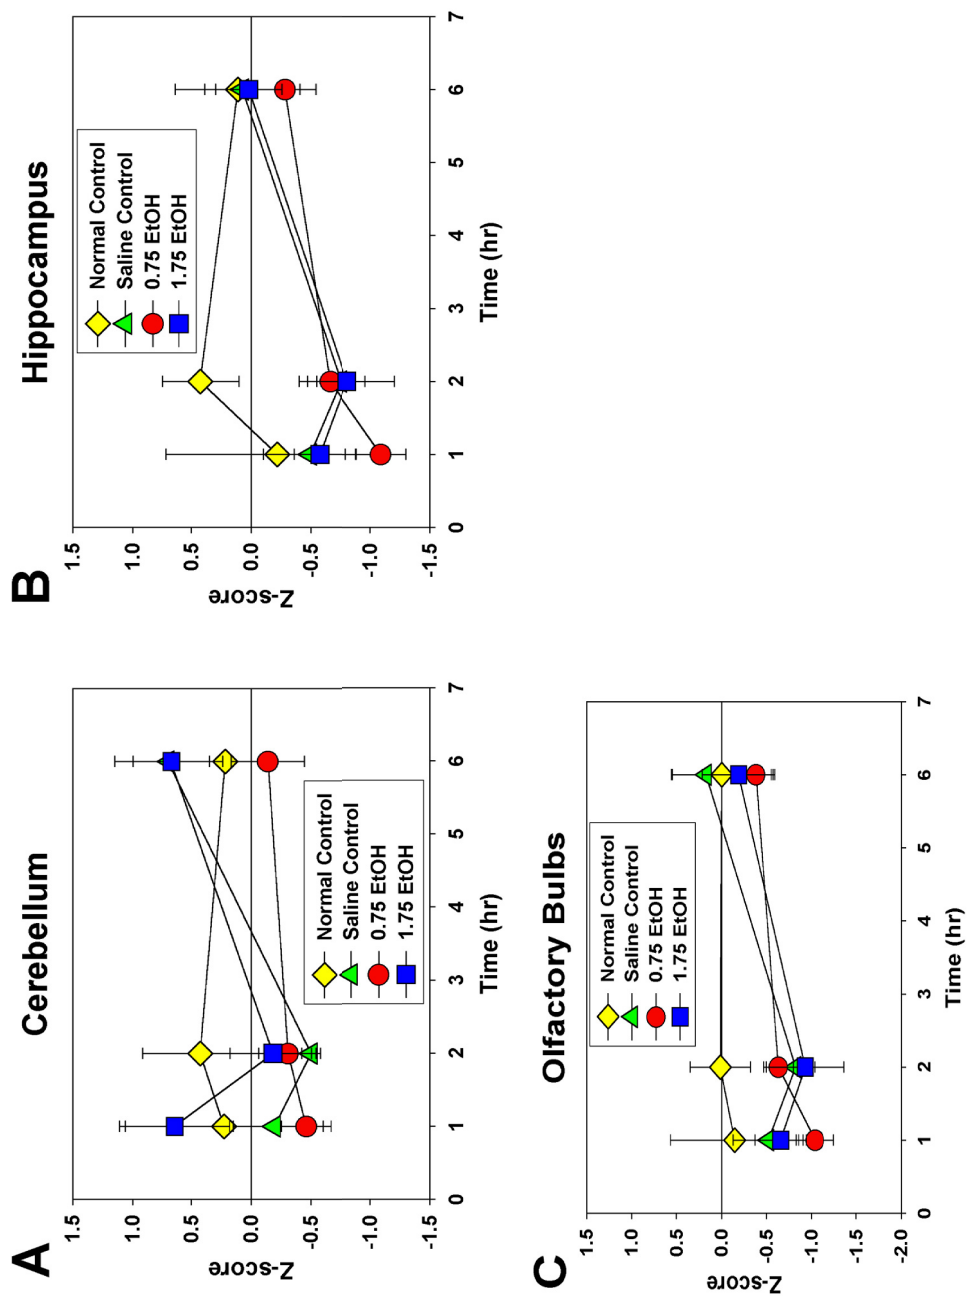 A
Cerebellum
1.5
1.0
0.5
0.0
-0.5
-1.0
-1.5
Z-score
0 1 2 3 4 5 6 7
Time (hr)
Normal Control
Saline Control
0.75 EtOH
1.75 EtOH
B
Hippocampus
1.5
1.0
0.5
0.0
-0.5
-1.0
-1.5
Z-score
0 1 2 3 4 5 6 7
Time (hr)
Normal Control
Saline Control
0.75 EtOH
1.75 EtOH
C
Olfactory Bulbs
1.5
1.0
0.5
0.0
-0.5
-1.0
-1.5
-2.0
Z-score
0 1 2 3 4 5 6 7
Time (hr)
Normal Control
Saline Control
0.75 EtOH
1.75 EtOH